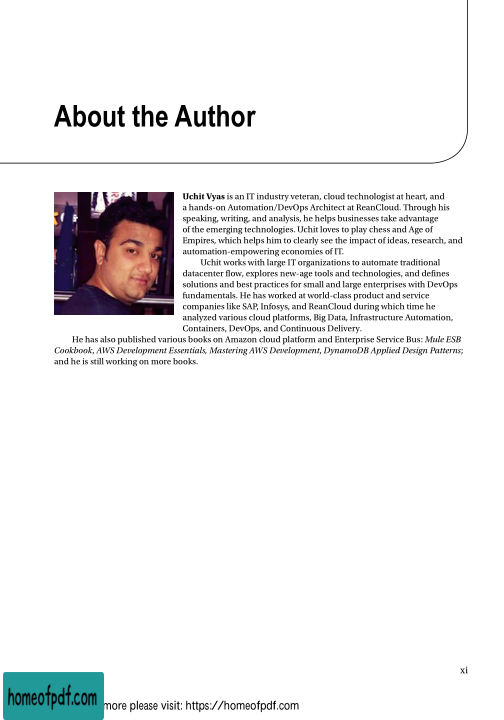 About the Author
Uchit Vyas is an IT industry veteran, cloud technologist at heart, and
a hands-on Automation/DevOps Architect at ReanCloud. Through his
speaking, writing, and analysis, he helps businesses take advantage
of the emerging technologies. Uchit loves to play chess and Age of
Empires, which helps him to clearly see the impact of ideas, research, and
automation-empowering economies of IT.
Uchit works with large IT organizations to automate traditional
datacenter flow, explores new-age tools and technologies, and defines
solutions and best practices for small and large enterprises with DevOps
fundamentals. He has worked at world-class product and service
companies like SAP, Infosys, and ReanCloud during which time he
analyzed various cloud platforms, Big Data, Infrastructure Automation,
Containers, DevOps, and Continuous Delivery.
He has also published various books on Amazon cloud platform and Enterprise Service Bus: Mule ESB
Cookbook, AWS Development Essentials, Mastering AWS Development, DynamoDB Applied Design Patterns;
and he is still working on more books.
xi
homeofpdf.com
more please visit: https://homeofpdf.com